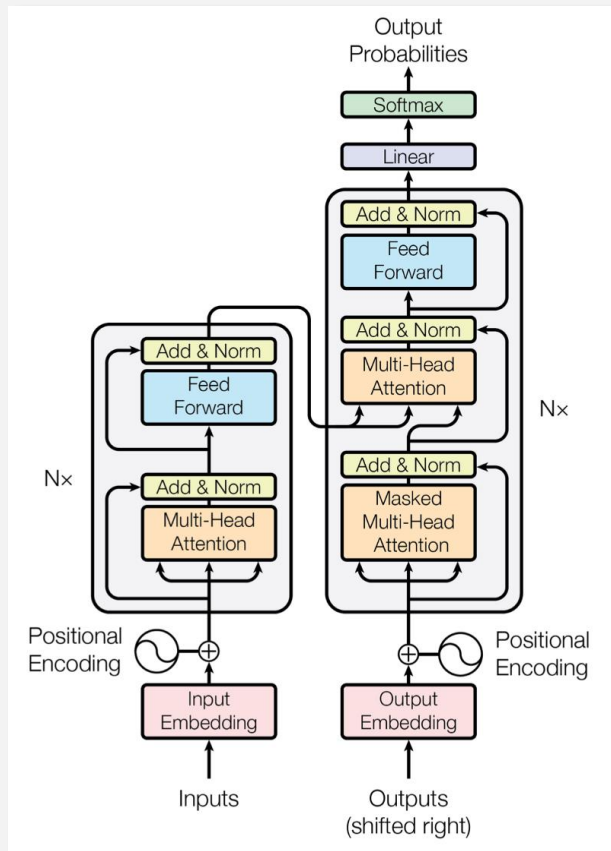 Output
Probabilities
Softmax
Linear
Add & Norm
Feed
Forward
Add & Norm
Multi-Head
Attention
Add & Norm
Masked
Multi-Head
Attention
N×
Add & Norm
Feed
Forward
Add & Norm
Multi-Head
Attention
N×
Positional
Encoding
Positional
Encoding
Input
Embedding
Output
Embedding
Inputs
Outputs
(shifted right)